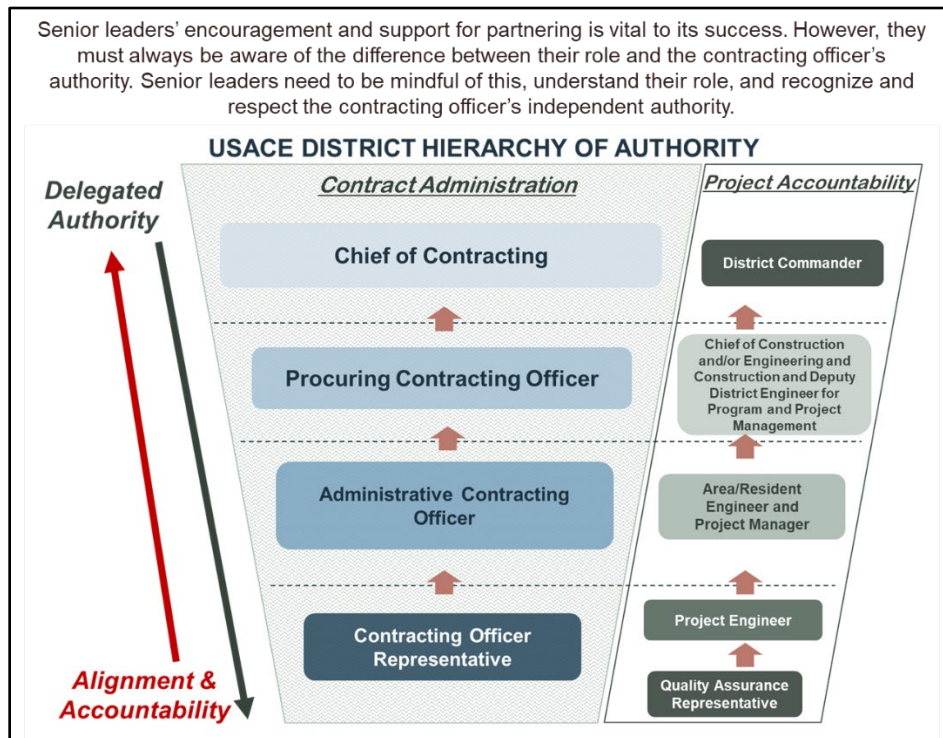 Senior leaders’ encouragement and support for partnering is vital to its success. However, they
must always be aware of the difference between their role and the contracting officer’s
authority. Senior leaders need to be mindful of this, understand their role, and recognize and
respect the contracting officer’s independent authority.
USACE DISTRICT HIERARCHY OF AUTHORITY
Delegated
Authority
Contract Administration
Project Accountability
Chief of Contracting
District Commander
Procuring Contracting Officer
Chief of Construction
and/or Engineering and
Construction and Deputy
District Engineer for
Program and Project
Management
Administrative Contracting
Officer
Area/Resident
Engineer and
Project Manager
Contracting Officer
Representative
Project Engineer
Quality Assurance
Representative
Alignment &
Accountability